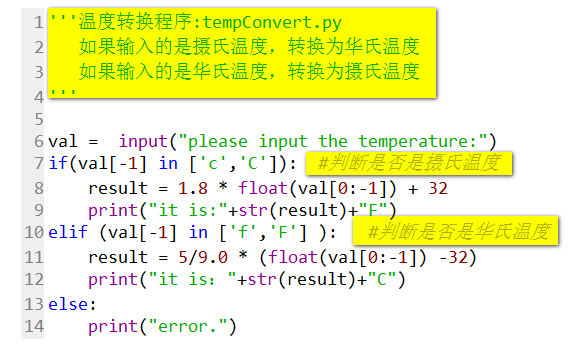 1 '''温度转换程序:tempConvert.py
2    如果输入的是摄氏温度，转换为华氏温度
3    如果输入的是华氏温度，转换为摄氏温度
4 '''
5
6 val =  input("please input the temperature:")
7 if(val[-1] in ['c','C']):  #判断是否是摄氏温度
8     result = 1.8 * float(val[0:-1]) + 32
9     print("it is:"+str(result)+"F")
10 elif (val[-1] in ['f','F'] ):   #判断是否是华氏温度
11     result = 5/9.0 * (float(val[0:-1]) -32)
12     print("it is："+str(result)+"C")
13 else:
14     print("error.")